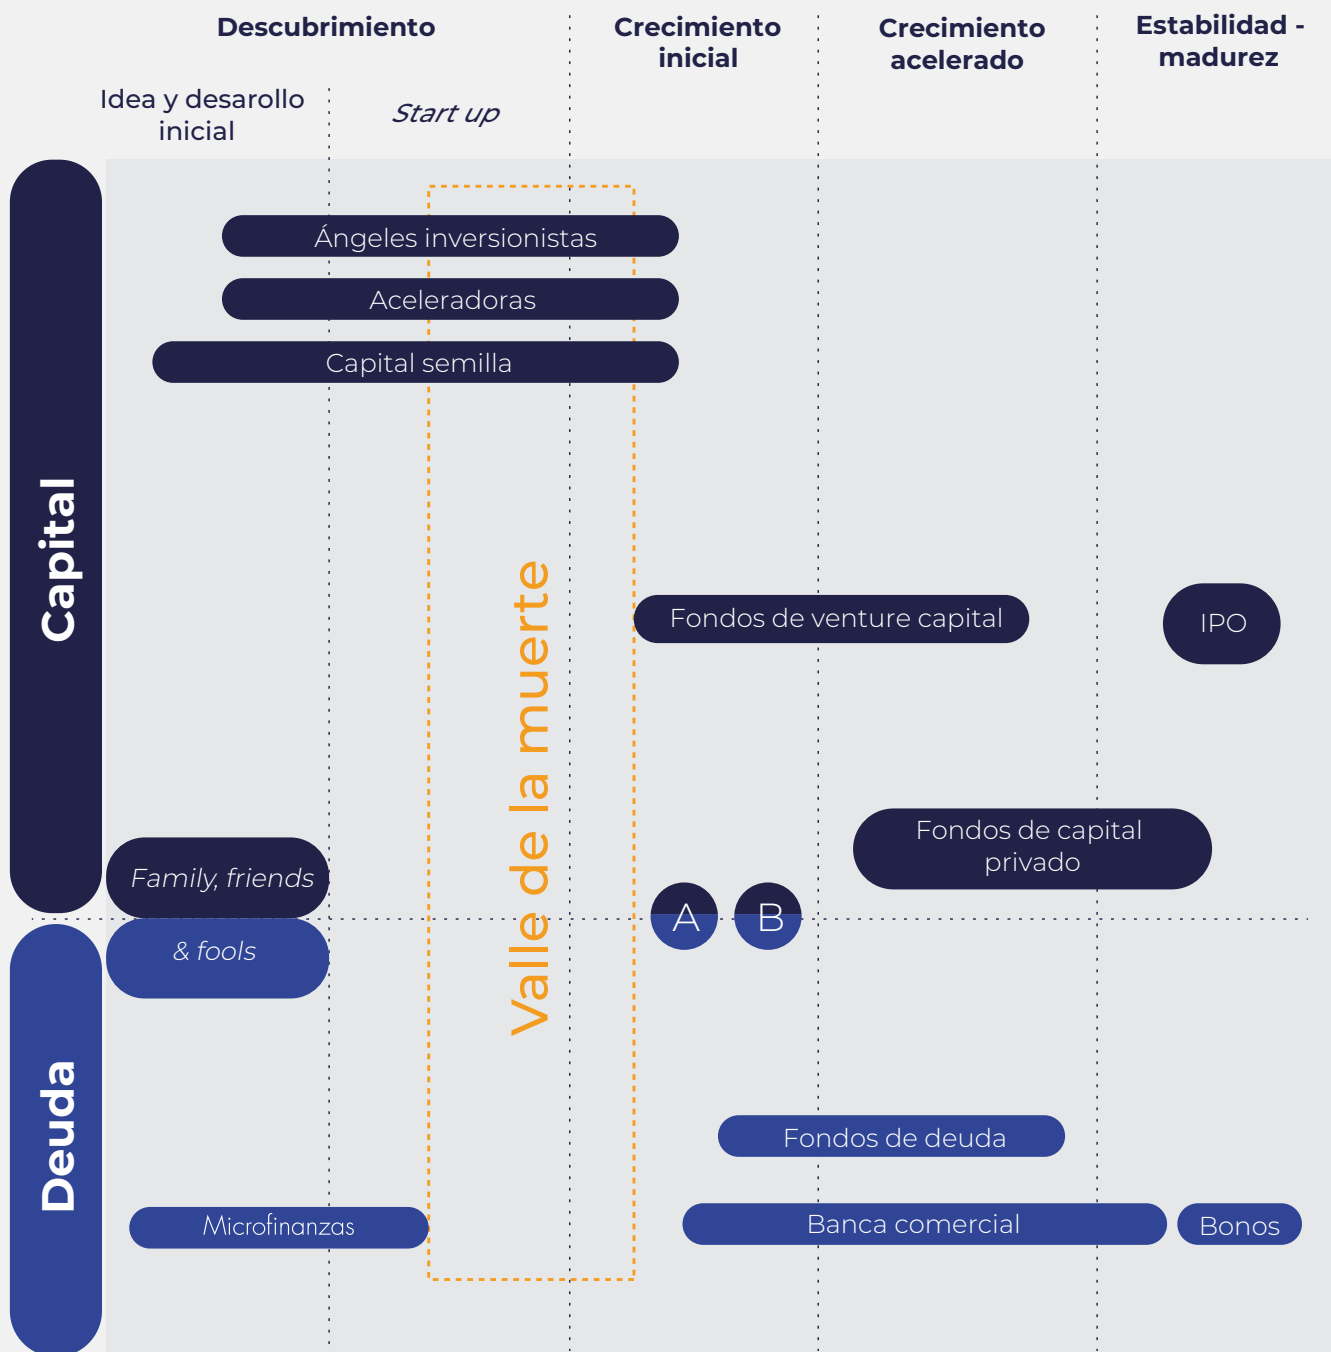 Descubrimiento
Crecimiento
inicial
Crecimiento
acelerado
Estabilidad -
madurez
Idea y desarollo
inicial
Start up
Capital
Ángeles inversionistas
Aceleradoras
Capital semilla
Valle de la muerte
Fondos de venture capital
IPO
Fondos de capital
privado
Family, friends
& fools
A
B
Deuda
Fondos de deuda
Microfinanzas
Banca comercial
Bonos